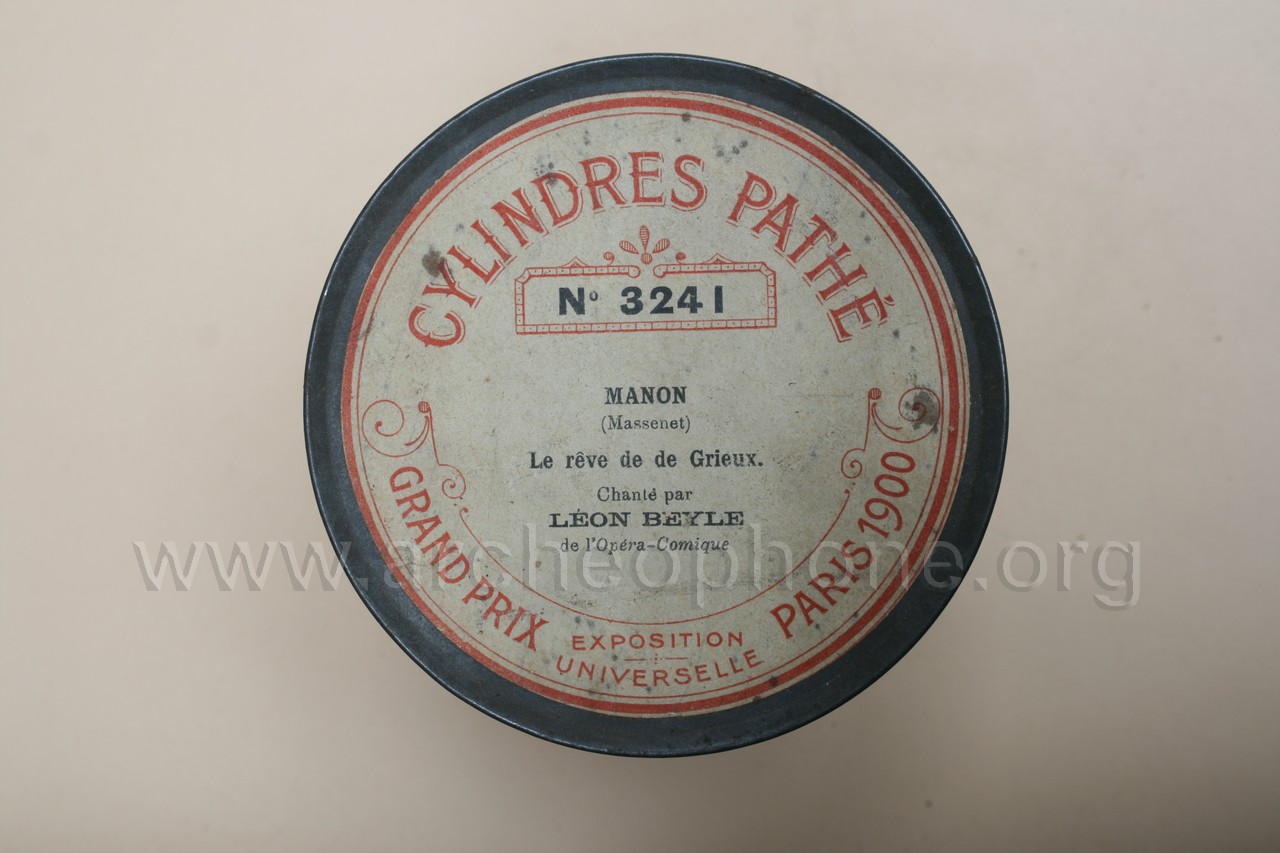 CYLINDRES PATHÉ
Nº 3241
MANON
(Massenet)
Le rêve de de Grieux.
Chanté par
LÉON BEYLE
de l'Opéra-Comique
GRAND PRIX
EXPOSITION
UNIVERSELLE
PARIS 1900
www.archeophone.org